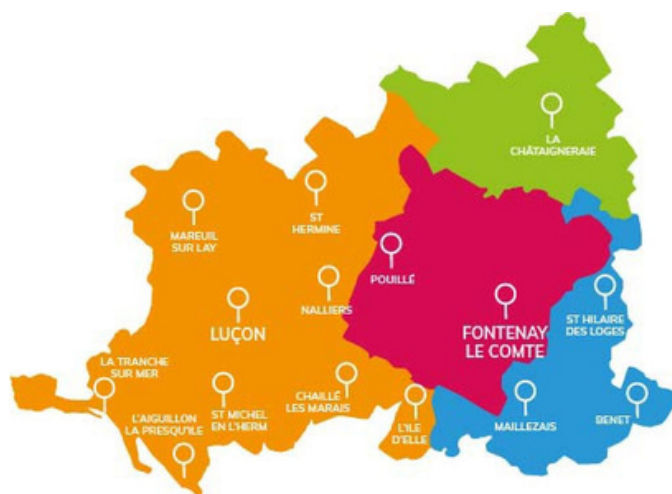 LA
CHÂTAIGNERAIE
ST
HERMINE
MAREUIL
SUR LAY
POUILLÉ
NALLIERS
LUÇON
FONTENAY
LE COMTE
ST HILAIRE
DES LOGES
LA TRANCHE
SUR MER
L'AIGUILLON
LA PRESQU'ILE
ST MICHEL
EN L'HERM
CHAILLÉ
LES MARAIS
L'ILE
D'ELLE
MAILLEZAIS
BENET